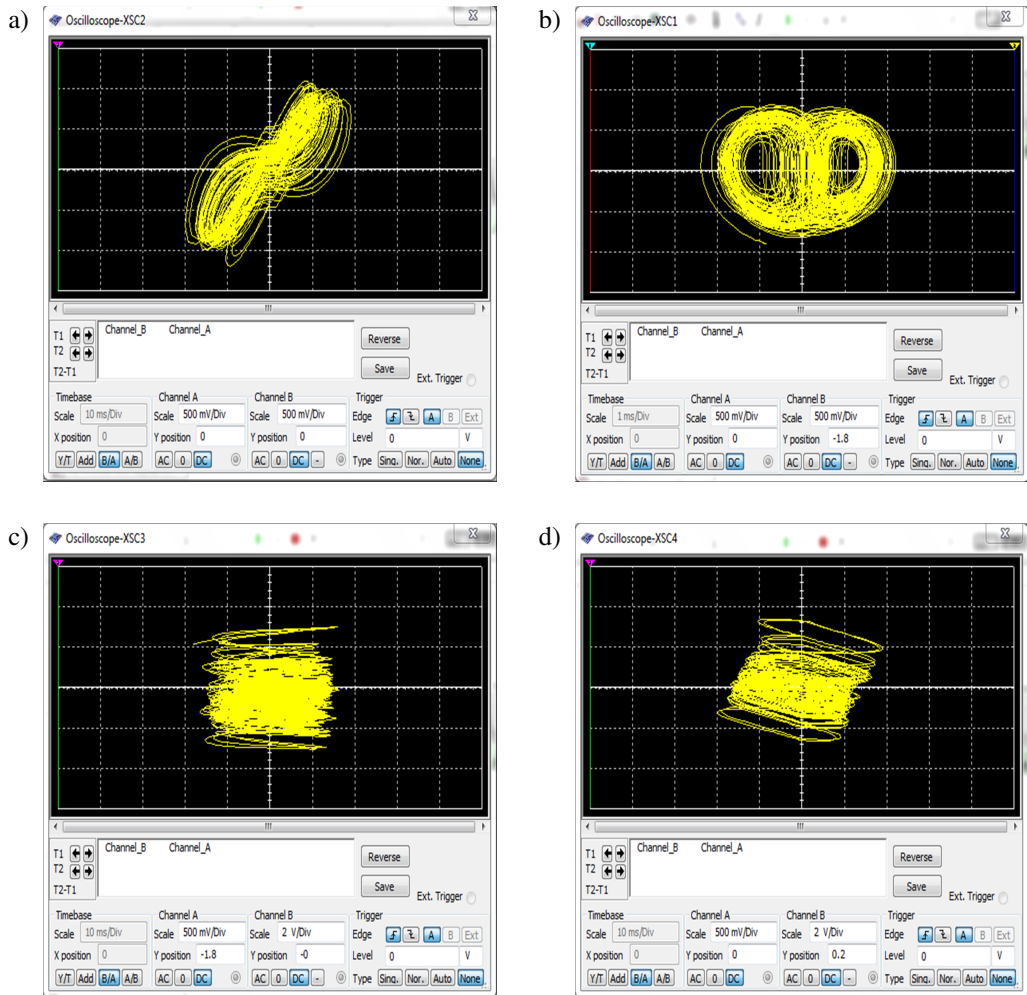 a) Oscilloscope-XSC2
T1 Channel_B Channel_A Reverse
T2
T2-T1 Save Ext. Trigger
Timebase Channel A Channel B Trigger
Scale 10 ms/Div Scale 500 mV/Div Scale 500 mV/Div Edge A B Ext
X position 0 Y position 0 Y position 0 Level 0 V
Y/T Add B/A A/B AC 0 DC AC 0 DC - Type Sing. Nor. Auto None
b) Oscilloscope-XSC1
T1 Channel_B Channel_A Reverse
T2
T2-T1 Save Ext. Trigger
Timebase Channel A Channel B Trigger
Scale 1 ms/Div Scale 500 mV/Div Scale 500 mV/Div Edge A B Ext
X position 0 Y position 0 Y position -1.8 Level 0 V
Y/T Add B/A A/B AC 0 DC AC 0 DC - Type Sing. Nor. Auto None
c) Oscilloscope-XSC3
T1 Channel_B Channel_A Reverse
T2
T2-T1 Save Ext. Trigger
Timebase Channel A Channel B Trigger
Scale 10 ms/Div Scale 500 mV/Div Scale 2 V/Div Edge A B Ext
X position 0 Y position -1.8 Y position -0 Level 0 V
Y/T Add B/A A/B AC 0 DC AC 0 DC - Type Sing. Nor. Auto None
d) Oscilloscope-XSC4
T1 Channel_B Channel_A Reverse
T2
T2-T1 Save Ext. Trigger
Timebase Channel A Channel B Trigger
Scale 10 ms/Div Scale 500 mV/Div Scale 2 V/Div Edge A B Ext
X position 0 Y position 0 Y position 0.2 Level 0 V
Y/T Add B/A A/B AC 0 DC AC 0 DC - Type Sing. Nor. Auto None